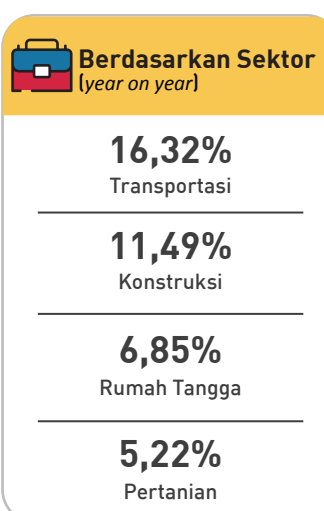 Berdasarkan Sektor
(year on year)
16,32%
Transportasi
11,49%
Konstruksi
6,85%
Rumah Tangga
5,22%
Pertanian